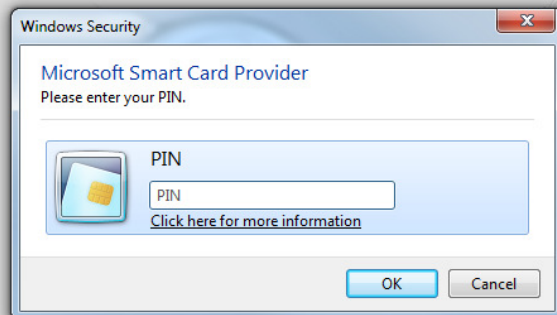 Windows Security
Microsoft Smart Card Provider
Please enter your PIN.
PIN
PIN
Click here for more information
OK
Cancel